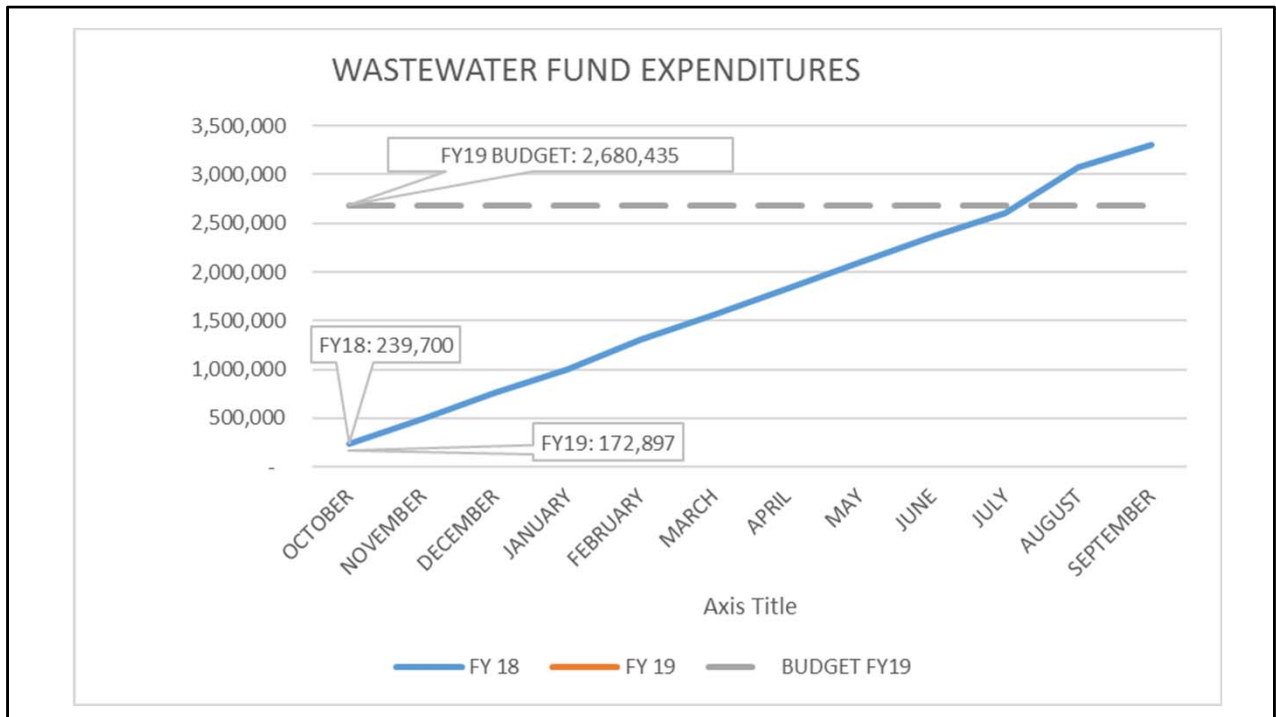 WASTEWATER FUND EXPENDITURES
3,500,000
FY19 BUDGET: 2,680,435
3,000,000
2,500,000
2,000,000
1,500,000
FY18: 239,700
1,000,000
500,000
FY19: 172,897
-
OCTOBER
NOVEMBER
DECEMBER
JANUARY
FEBRUARY
MARCH
APRIL
MAY
JUNE
JULY
AUGUST
SEPTEMBER
Axis Title
FY 18 FY 19 BUDGET FY19